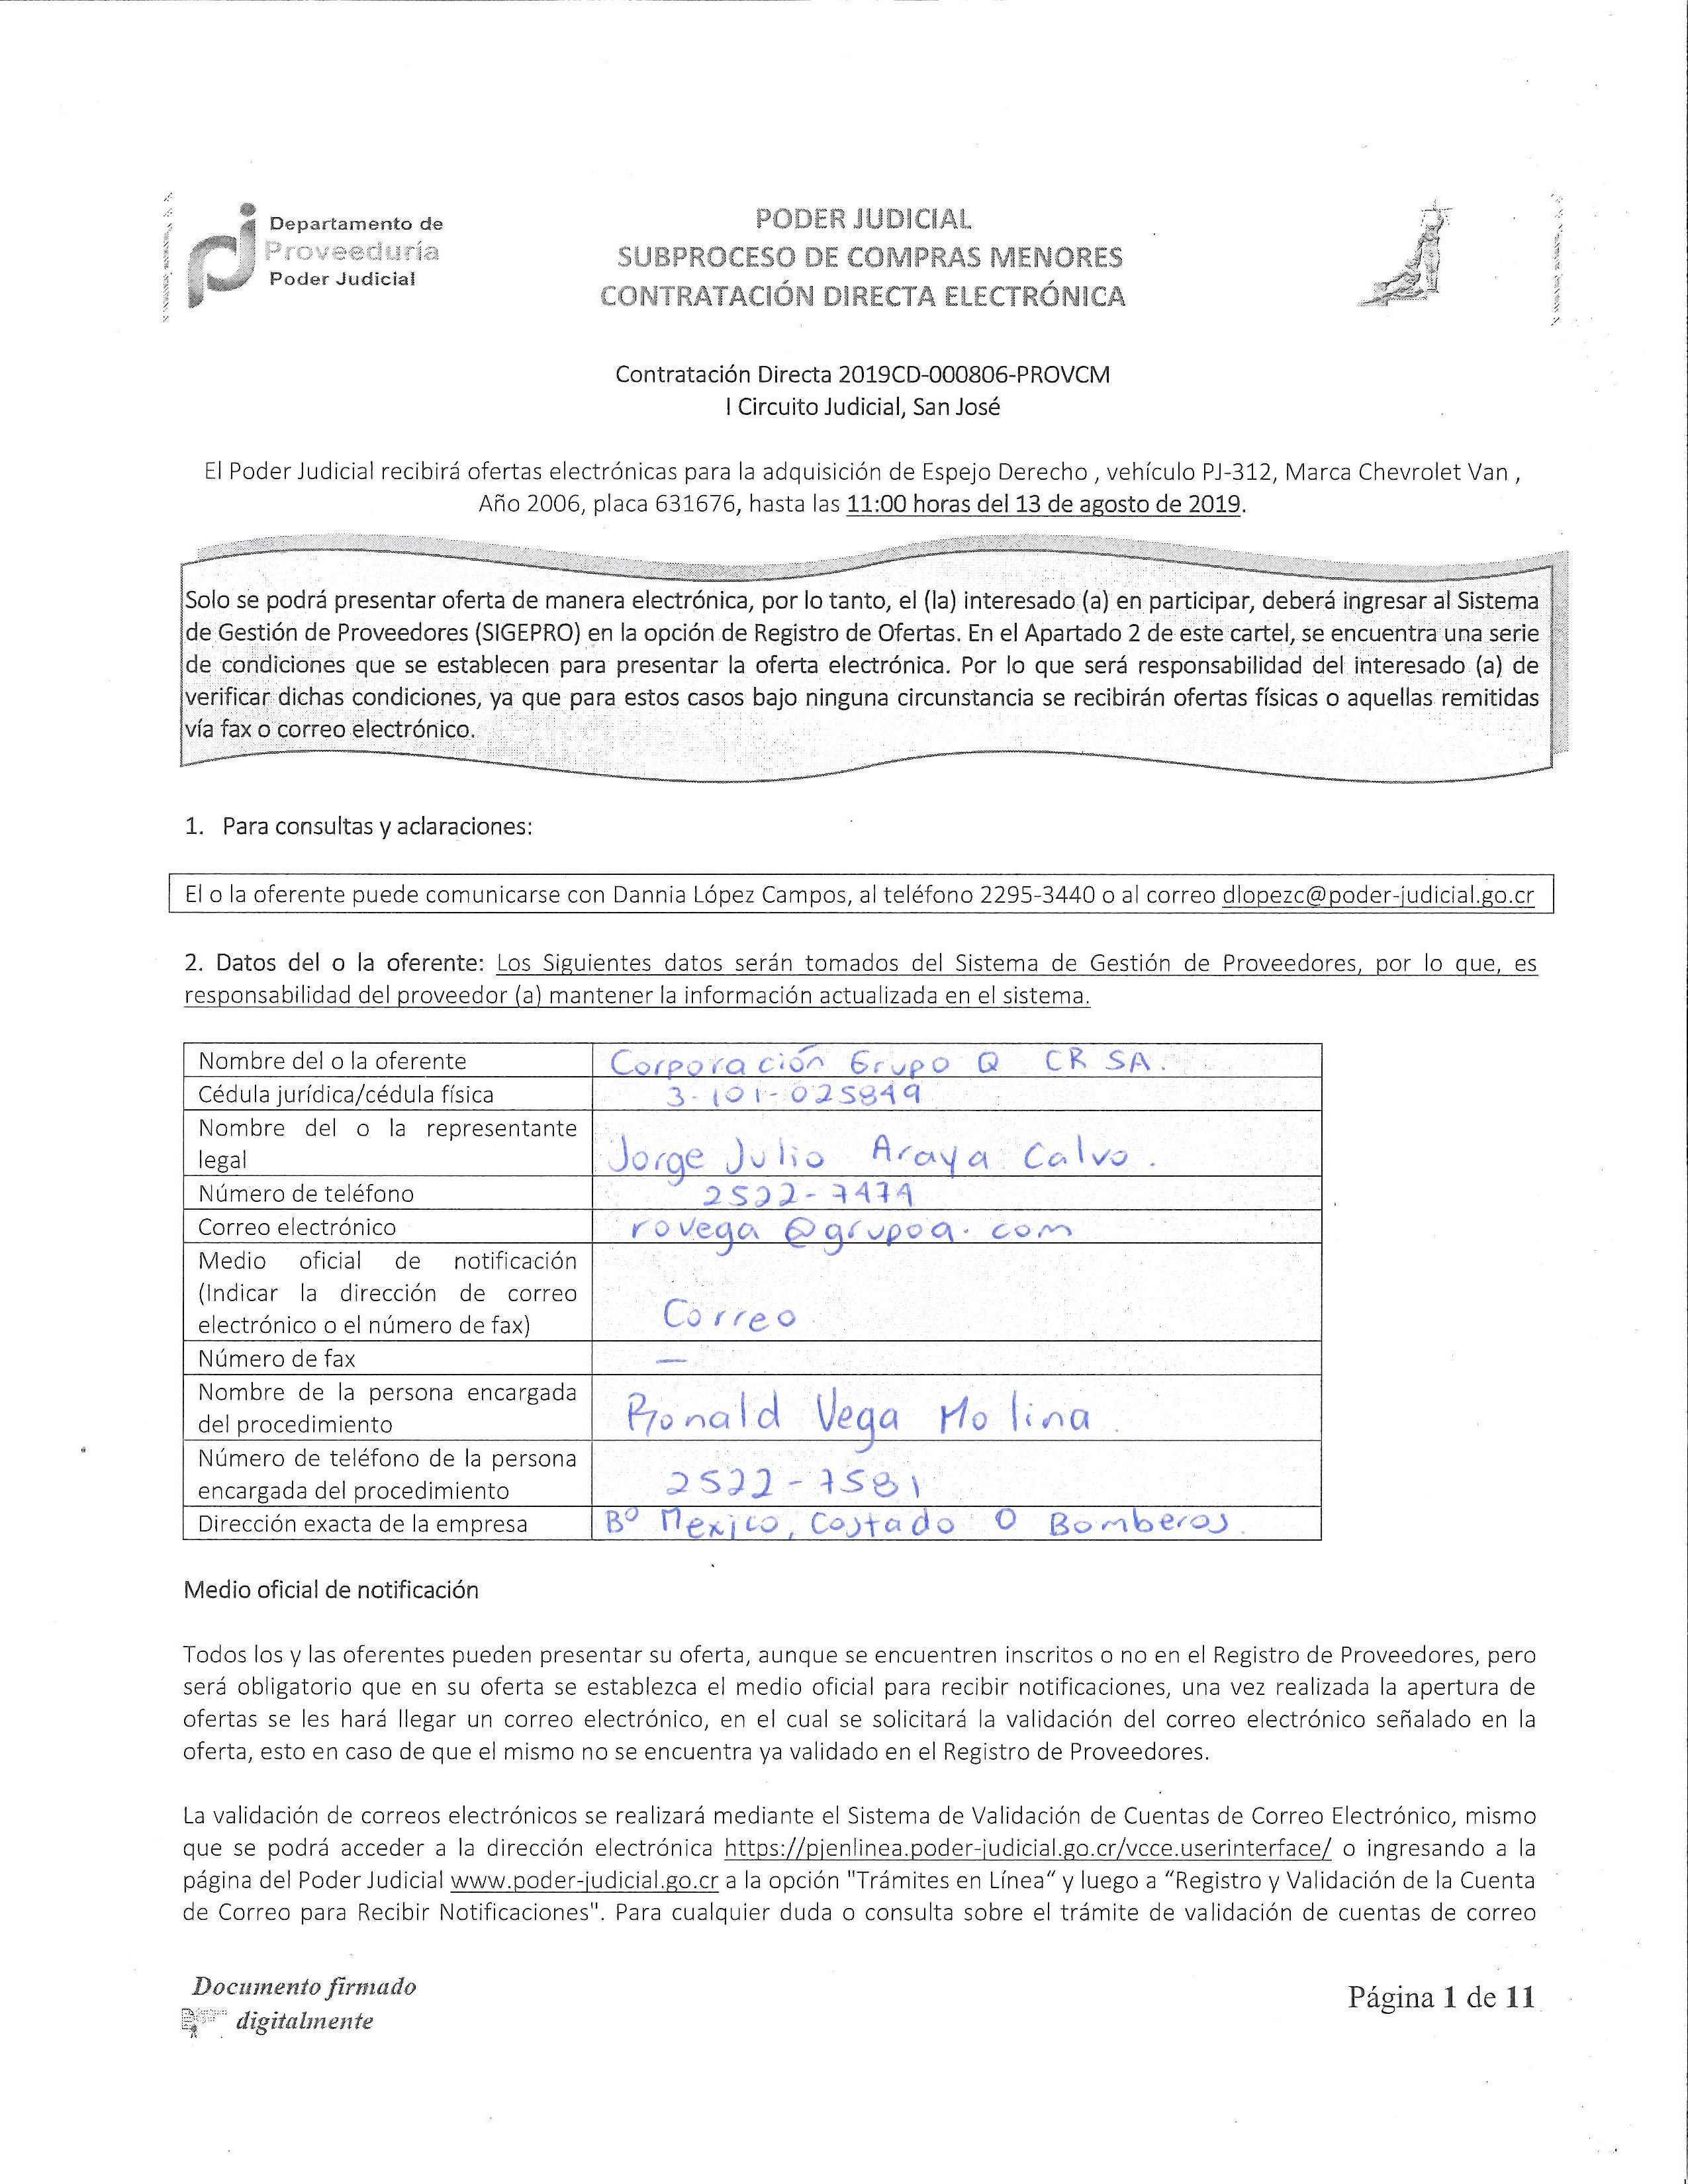 Departamento de
Proveeduría
Poder Judicial
PODER JUDICIAL
SUBPROCESO DE COMPRAS MENORES
CONTRATACIÓN DIRECTA ELECTRÓNICA
Contratación Directa 2019CD-000806-PROVCM
I Circuito Judicial, San José
El Poder Judicial recibirá ofertas electrónicas para la adquisición de Espejo Derecho , vehículo PJ-312, Marca Chevrolet Van ,
Año 2006, placa 631676, hasta las 11:00 horas del 13 de agosto de 2019.
Solo se podrá presentar oferta de manera electrónica, por lo tanto, el (la) interesado (a) en participar, deberá ingresar al Sistema
de Gestión de Proveedores (SIGEPRO) en la opción de Registro de Ofertas. En el Apartado 2 de este cartel, se encuentra una serie
de condiciones que se establecen para presentar la oferta electrónica. Por lo que será responsabilidad del interesado (a) de
verificar dichas condiciones, ya que para estos casos bajo ninguna circunstancia se recibirán ofertas físicas o aquellas remitidas
vía fax o correo electrónico.
1. Para consultas y aclaraciones:
El o la oferente puede comunicarse con Dannia López Campos, al teléfono 2295-3440 o al correo dlopezc@poder-judicial.go.cr
2. Datos del o la oferente: Los Siguientes datos serán tomados del Sistema de Gestión de Proveedores, por lo que, es
responsabilidad del proveedor (a) mantener la información actualizada en el sistema.
Nombre del o la oferente Corporación Grupo Q CR SA.
Cédula jurídica/cédula física 3-101-025849
Nombre del o la representante
legal Jorge Julio Araya Calvo.
Número de teléfono 2522-7474
Correo electrónico rovega@grupoq.com
Medio oficial de notificación
(Indicar la dirección de correo
electrónico o el número de fax) Correo
Número de fax —
Nombre de la persona encargada
del procedimiento Ronald Vega Molina
Número de teléfono de la persona
encargada del procedimiento 2522-7581
Dirección exacta de la empresa Bº Mexico, Costado O Bomberos.
Medio oficial de notificación
Todos los y las oferentes pueden presentar su oferta, aunque se encuentren inscritos o no en el Registro de Proveedores, pero
será obligatorio que en su oferta se establezca el medio oficial para recibir notificaciones, una vez realizada la apertura de
ofertas se les hará llegar un correo electrónico, en el cual se solicitará la validación del correo electrónico señalado en la
oferta, esto en caso de que el mismo no se encuentra ya validado en el Registro de Proveedores.
La validación de correos electrónicos se realizará mediante el Sistema de Validación de Cuentas de Correo Electrónico, mismo
que se podrá acceder a la dirección electrónica https://pjenlinea.poder-judicial.go.cr/vcce.userinterface/ o ingresando a la
página del Poder Judicial www.poder-judicial.go.cr a la opción "Trámites en Línea" y luego a "Registro y Validación de la Cuenta
de Correo para Recibir Notificaciones". Para cualquier duda o consulta sobre el trámite de validación de cuentas de correo
Documento firmado
digitalmente
Página 1 de 11